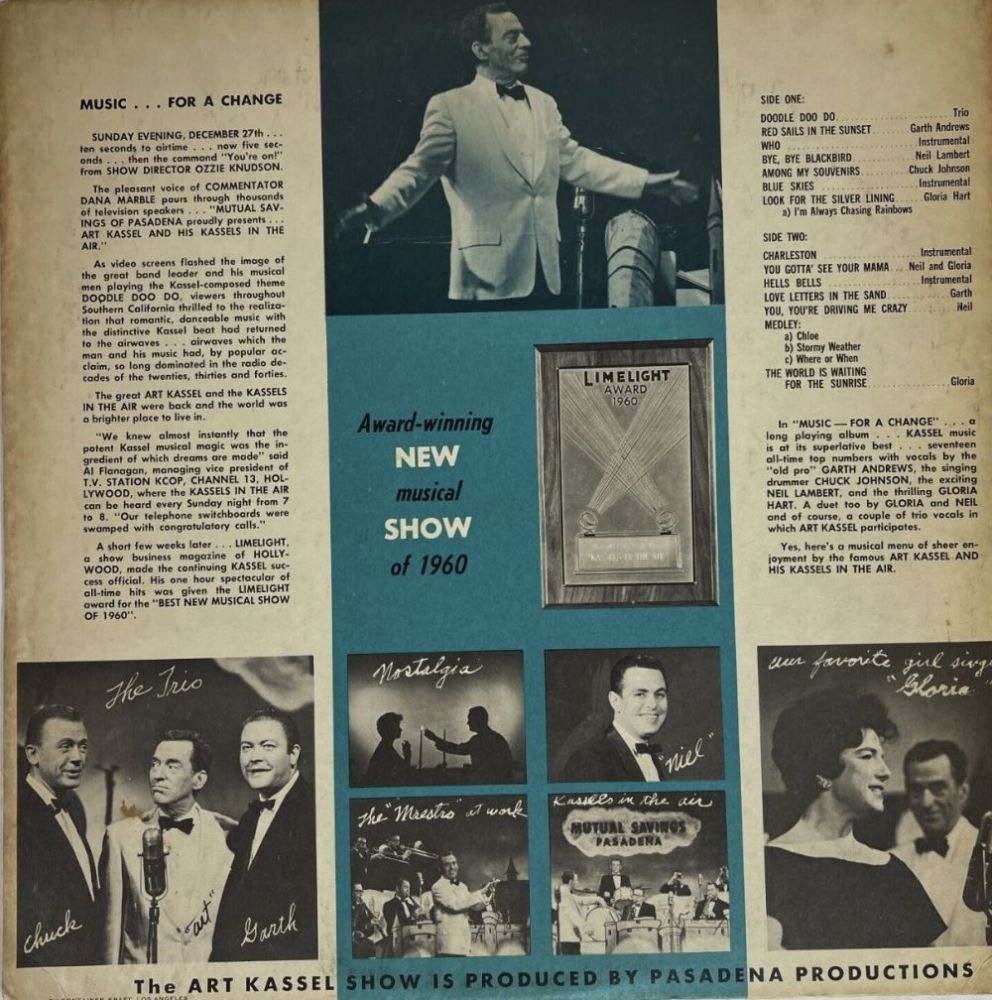 MUSIC . . . FOR A CHANGE
SUNDAY EVENING, DECEMBER 27th . . .
ten seconds to airtime . . . now five sec-
onds . . . then the command "You're on!"
from SHOW DIRECTOR OZZIE KNUDSON.
The pleasant voice of COMMENTATOR
DANA MARBLE pours through thousands
of television speakers . . . "MUTUAL SAV-
INGS OF PASADENA proudly presents . . .
ART KASSEL AND HIS KASSELS IN THE
AIR."
As video screens flashed the image of
the great band leader and his musical
men playing the Kassel-composed theme
DOODLE DOO DO, viewers throughout
Southern California thrilled to the realiza-
tion that romantic, danceable music with
the distinctive Kassel beat had returned
to the airwaves . . . airwaves which the
man and his music had, by popular ac-
claim, so long dominated in the radio de-
cades of the twenties, thirties and forties.
The great ART KASSEL and the KASSELS
IN THE AIR were back and the world was
a brighter place to live in.
"We knew almost instantly that the
potent Kassel musical magic was the in-
gredient of which dreams are made" said
Al Flanagan, managing vice president of
T.V. STATION KCOP, CHANNEL 13, HOL-
LYWOOD, where the KASSELS IN THE AIR
can be heard every Sunday night from 7
to 8. "Our telephone switchboards were
swamped with congratulatory calls."
A short few weeks later . . . LIMELIGHT,
a show business magazine of HOLLY-
WOOD, made the continuing KASSEL suc-
cess official. His one hour spectacular of
all-time hits was given the LIMELIGHT
award for the "BEST NEW MUSICAL SHOW
OF 1960".
Award-winning
NEW
musical
SHOW
of 1960
LIMELIGHT
AWARD
1960
SIDE ONE:
DOODLE DOO DO Trio
RED SAILS IN THE SUNSET Garth Andrews
WHO Instrumental
BYE, BYE BLACKBIRD Neil Lambert
AMONG MY SOUVENIRS Chuck Johnson
BLUE SKIES Instrumental
LOOK FOR THE SILVER LINING Gloria Hart
a) I'm Always Chasing Rainbows
SIDE TWO:
CHARLESTON Instrumental
YOU GOTTA' SEE YOUR MAMA Neil and Gloria
HELLS BELLS Instrumental
LOVE LETTERS IN THE SAND Garth
YOU, YOU'RE DRIVING ME CRAZY Neil
MEDLEY:
a) Chloe
b) Stormy Weather
c) Where or When
THE WORLD IS WAITING
FOR THE SUNRISE Gloria
In "MUSIC — FOR A CHANGE" . . . a
long playing album . . . KASSEL music
is at its superlative best . . . seventeen
all-time top numbers with vocals by the
"old pro" GARTH ANDREWS, the singing
drummer CHUCK JOHNSON, the exciting
NEIL LAMBERT, and the thrilling GLORIA
HART. A duet too by GLORIA and NEIL
and of course, a couple of trio vocals in
which ART KASSEL participates.
Yes, here's a musical menu of sheer en-
joyment by the famous ART KASSEL AND
HIS KASSELS IN THE AIR.
The Trio
chuck
"art"
Garth
Nostalgia
"niel"
The "Maestro" at work
Kassels in the air
MUTUAL SAVINGS
PASADENA
our favorite girl sing
"Gloria"
The ART KASSEL SHOW IS PRODUCED BY PASADENA PRODUCTIONS
LOS ANGELES